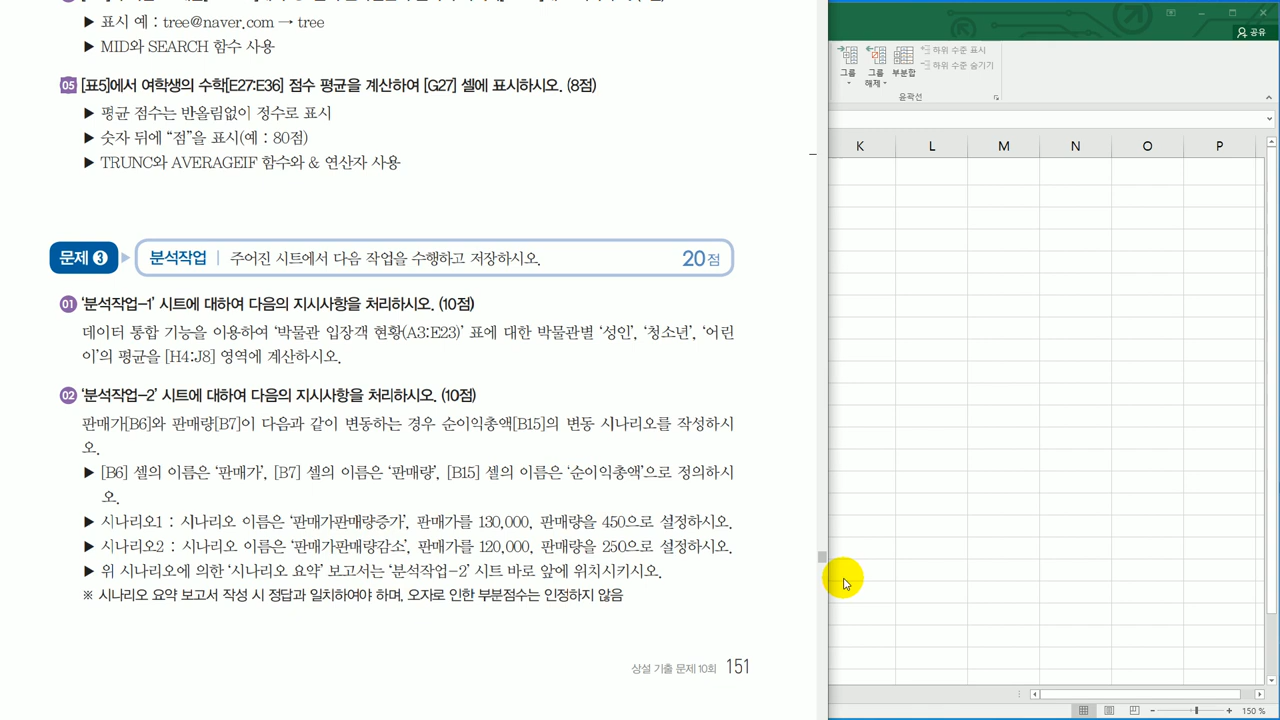 ▶ 표시 예 : tree@naver.com → tree
▶ MID와 SEARCH 함수 사용
05 [표5]에서 여학생의 수학[E27:E36] 점수 평균을 계산하여 [G27] 셀에 표시하시오. (8점)
▶ 평균 점수는 반올림없이 정수로 표시
▶ 숫자 뒤에 “점”을 표시(예 : 80점)
▶ TRUNC와 AVERAGEIF 함수와 & 연산자 사용
문제 ❸ 분석작업 | 주어진 시트에서 다음 작업을 수행하고 저장하시오. 20점
01 ‘분석작업-1’ 시트에 대하여 다음의 지시사항을 처리하시오. (10점)
데이터 통합 기능을 이용하여 ‘박물관 입장객 현황(A3:E23)’ 표에 대한 박물관별 ‘성인’, ‘청소년’, ‘어린
이’의 평균을 [H4:J8] 영역에 계산하시오.
02 ‘분석작업-2’ 시트에 대하여 다음의 지시사항을 처리하시오. (10점)
판매가[B6]와 판매량[B7]이 다음과 같이 변동하는 경우 순이익총액[B15]의 변동 시나리오를 작성하시
오.
▶ [B6] 셀의 이름은 ‘판매가’, [B7] 셀의 이름은 ‘판매량’, [B15] 셀의 이름은 ‘순이익총액’으로 정의하시
오.
▶ 시나리오1 : 시나리오 이름은 ‘판매가판매량증가’, 판매가를 130,000, 판매량을 450으로 설정하시오.
▶ 시나리오2 : 시나리오 이름은 ‘판매가판매량감소’, 판매가를 120,000, 판매량을 250으로 설정하시오.
▶ 위 시나리오에 의한 ‘시나리오 요약’ 보고서는 ‘분석작업-2’ 시트 바로 앞에 위치시키시오.
※ 시나리오 요약 보고서 작성 시 정답과 일치하여야 하며, 오자로 인한 부분점수는 인정하지 않음
상설 기출 문제 10회 151
공유
하위 수준 표시
하위 수준 숨기기
그룹 그룹 부분합
해제
윤곽선
K L M N O P
150 %